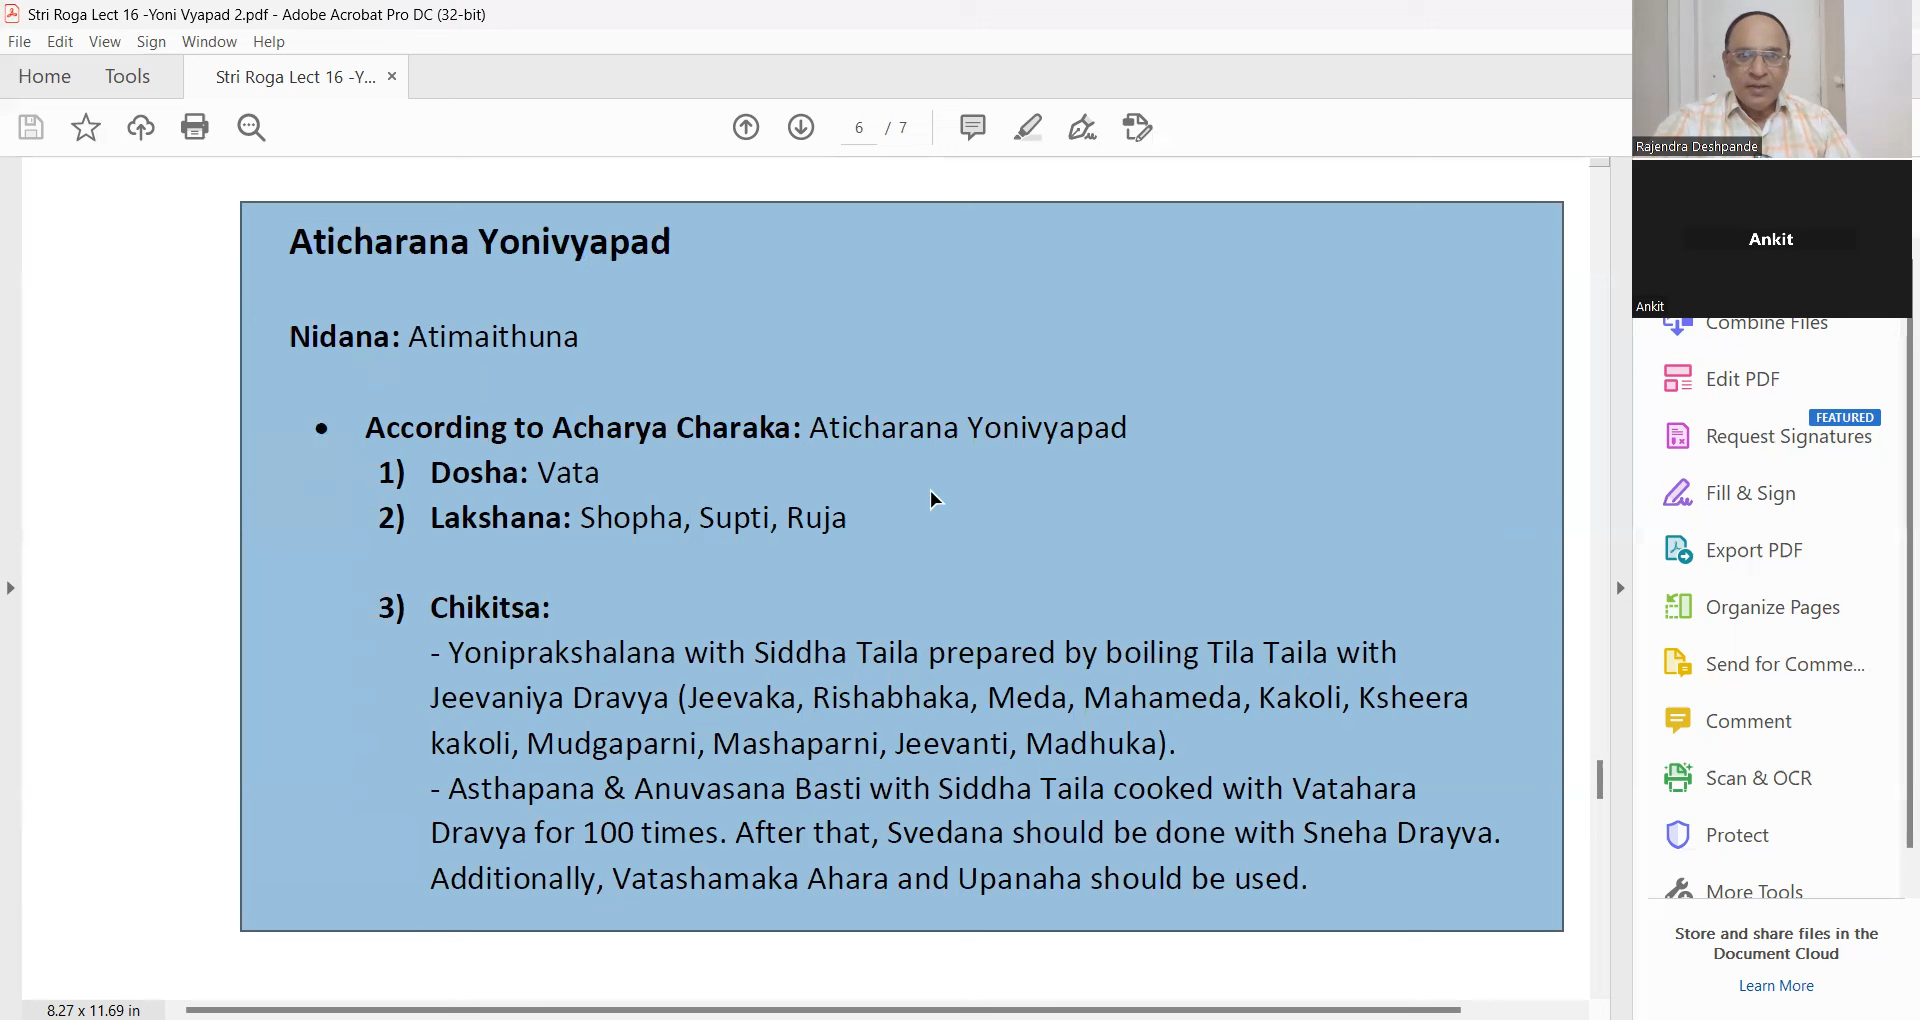 Stri Roga Lect 16 -Yoni Vyapad 2.pdf - Adobe Acrobat Pro DC (32-bit)
File Edit View Sign Window Help
Home Tools Stri Roga Lect 16 -Y... ×
6 / 7
Rajendra Deshpande
Ankit
Ankit
Aticharana Yonivyapad
Nidana: Atimaithuna
• According to Acharya Charaka: Aticharana Yonivyapad
1) Dosha: Vata
2) Lakshana: Shopha, Supti, Ruja
3) Chikitsa:
- Yoniprakshalana with Siddha Taila prepared by boiling Tila Taila with
Jeevaniya Dravya (Jeevaka, Rishabhaka, Meda, Mahameda, Kakoli, Ksheera
kakoli, Mudgaparni, Mashaparni, Jeevanti, Madhuka).
- Asthapana & Anuvasana Basti with Siddha Taila cooked with Vatahara
Dravya for 100 times. After that, Svedana should be done with Sneha Drayva.
Additionally, Vatashamaka Ahara and Upanaha should be used.
Combine Files
Edit PDF
FEATURED
Request Signatures
Fill & Sign
Export PDF
Organize Pages
Send for Comme...
Comment
Scan & OCR
Protect
More Tools
Store and share files in the
Document Cloud
Learn More
8.27 x 11.69 in